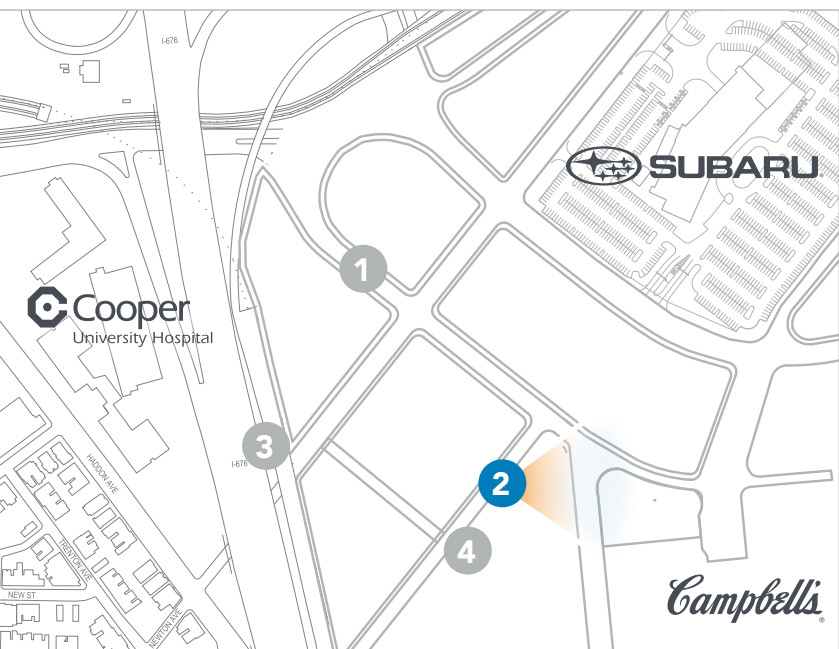 I-676
SUBARU
1
Cooper
University Hospital
3
I-676
HADDON AVE
2
4
TRENTON AVE
NEW ST
NEWTON AVE
Campbell's®